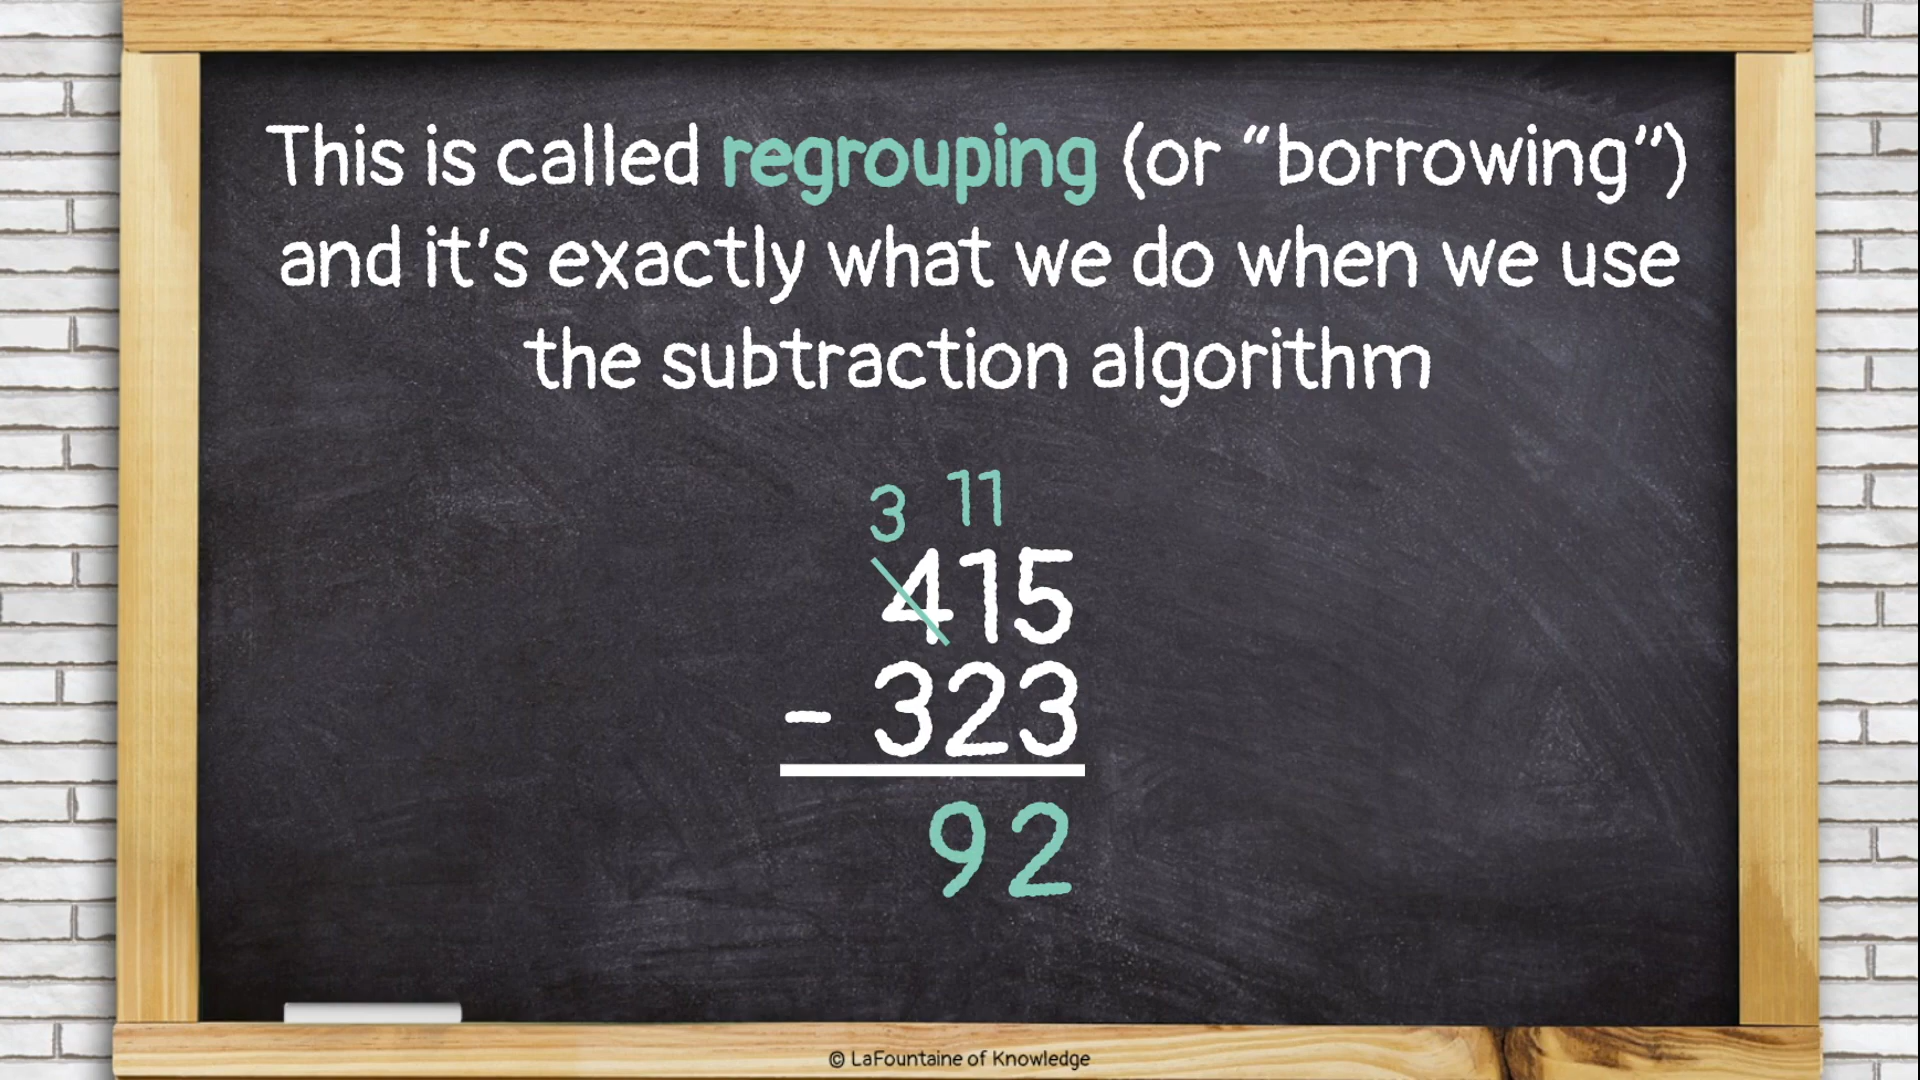 This is called regrouping (or “borrowing”)
and it’s exactly what we do when we use
the subtraction algorithm
3 11
415
- 323
92
© LaFountaine of Knowledge